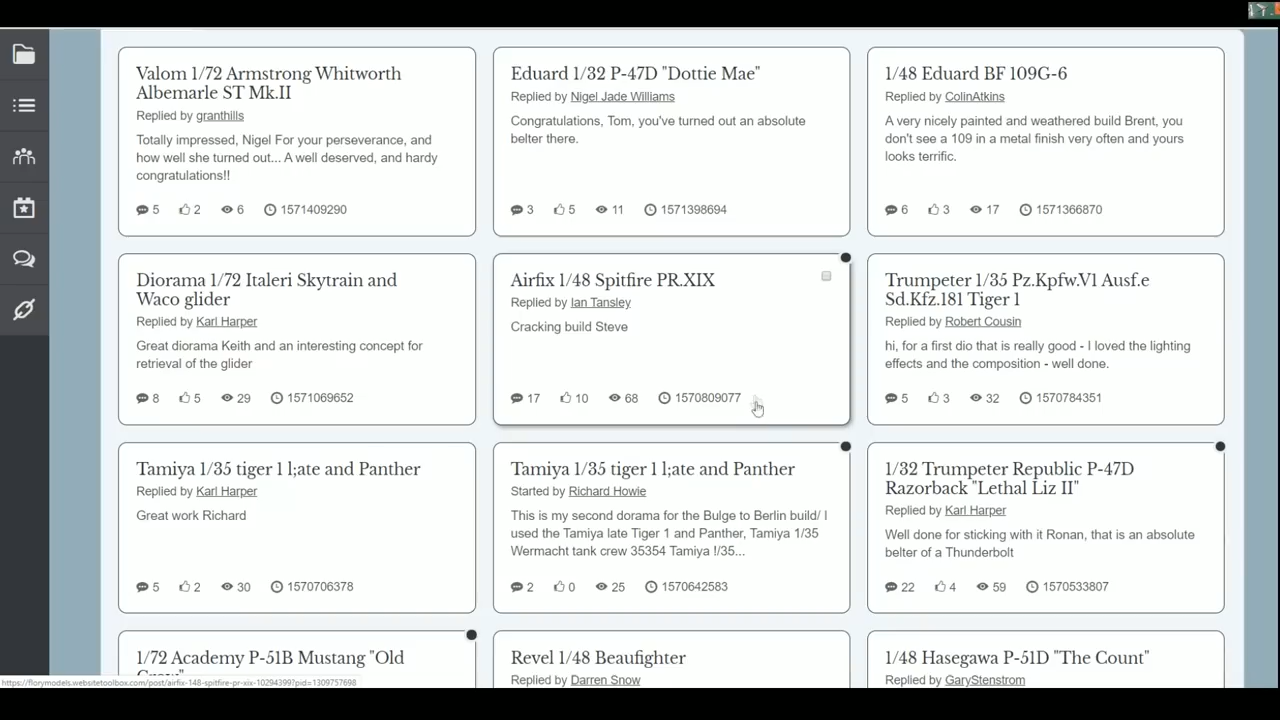 Valom 1/72 Armstrong Whitworth
Albemarle ST Mk.II
Replied by granthills
Totally impressed, Nigel For your perseverance, and
how well she turned out... A well deserved, and hardy
congratulations!!
5 2 6 1571409290
Eduard 1/32 P-47D "Dottie Mae"
Replied by Nigel Jade Williams
Congratulations, Tom, you've turned out an absolute
belter there.
3 5 11 1571398694
1/48 Eduard BF 109G-6
Replied by ColinAtkins
A very nicely painted and weathered build Brent, you
don't see a 109 in a metal finish very often and yours
looks terrific.
6 3 17 1571366870
Diorama 1/72 Italeri Skytrain and
Waco glider
Replied by Karl Harper
Great diorama Keith and an interesting concept for
retrieval of the glider
8 5 29 1571069652
Airfix 1/48 Spitfire PR.XIX
Replied by Ian Tansley
Cracking build Steve
17 10 68 1570809077
Trumpeter 1/35 Pz.Kpfw.V1 Ausf.e
Sd.Kfz.181 Tiger 1
Replied by Robert Cousin
hi, for a first dio that is really good - I loved the lighting
effects and the composition - well done.
5 3 32 1570784351
Tamiya 1/35 tiger 1 l;ate and Panther
Replied by Karl Harper
Great work Richard
5 2 30 1570706378
Tamiya 1/35 tiger 1 l;ate and Panther
Started by Richard Howie
This is my second dorama for the Bulge to Berlin build/ I
used the Tamiya late Tiger 1 and Panther, Tamiya 1/35
Wermacht tank crew 35354 Tamiya !/35...
2 0 25 1570642583
1/32 Trumpeter Republic P-47D
Razorback "Lethal Liz II"
Replied by Karl Harper
Well done for sticking with it Ronan, that is an absolute
belter of a Thunderbolt
22 4 59 1570533807
1/72 Academy P-51B Mustang "Old
Crow"
Revel 1/48 Beaufighter
Replied by Darren Snow
1/48 Hasegawa P-51D "The Count"
Replied by GaryStenstrom
https://florymodels.websitetoolbox.com/post/airfix-148-spitfire-pr-xix-10294399?pid=1309757698